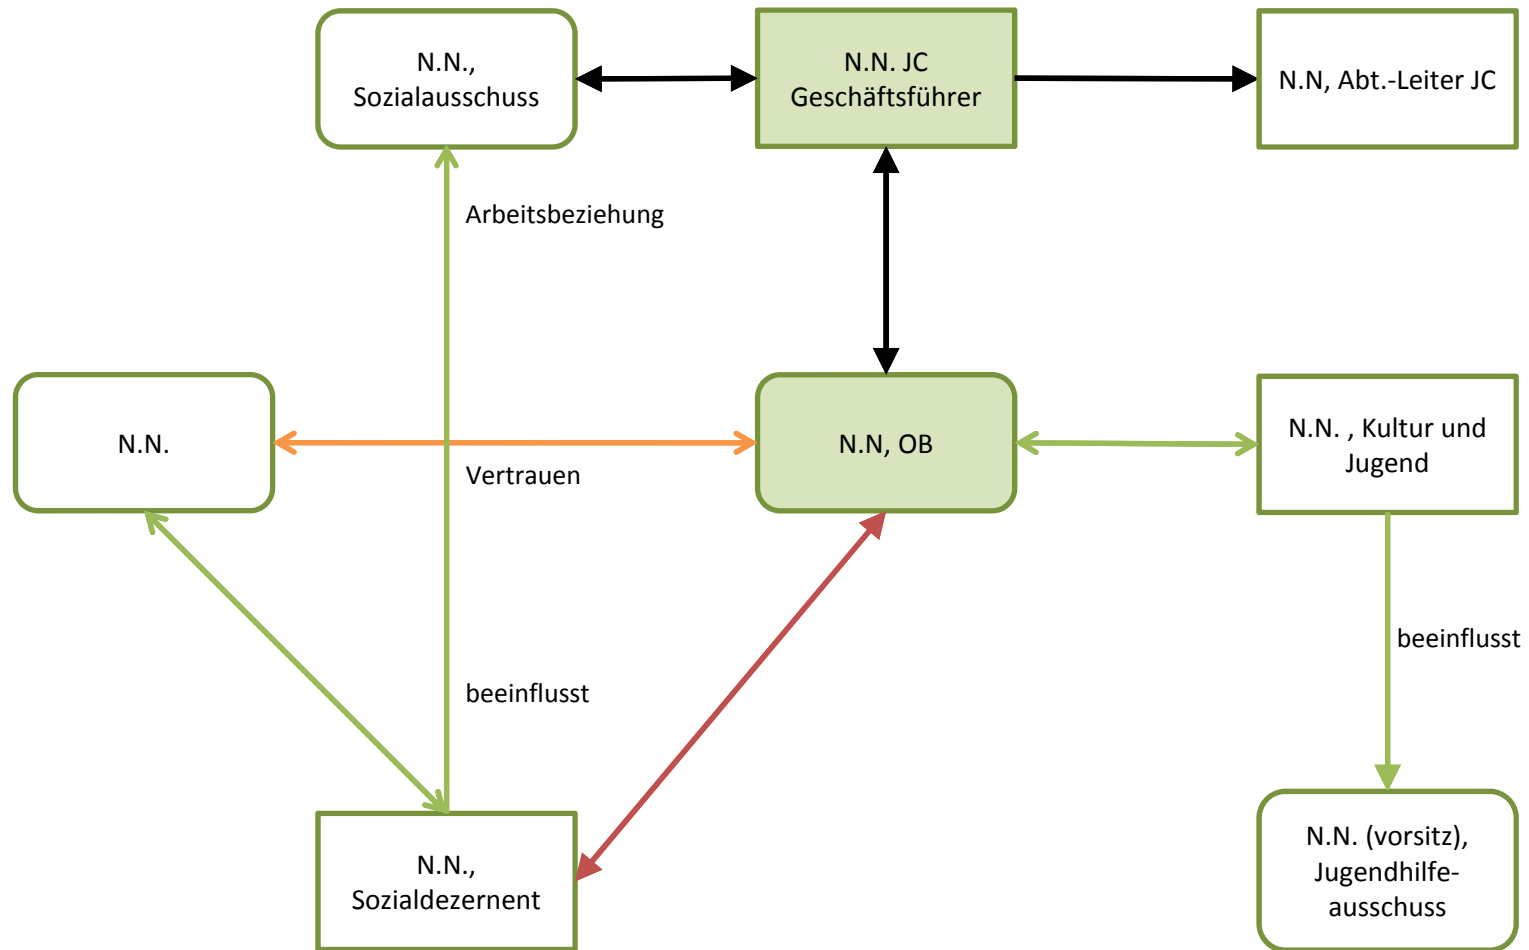 N.N.,
Sozialausschuss
N.N. JC
Geschäftsführer
N.N, Abt.-Leiter JC
Arbeitsbeziehung
N.N.
Vertrauen
N.N, OB
N.N. , Kultur und
Jugend
beeinflusst
beeinflusst
N.N.,
Sozialdezernent
N.N. (vorsitz),
Jugendhilfe-
ausschuss